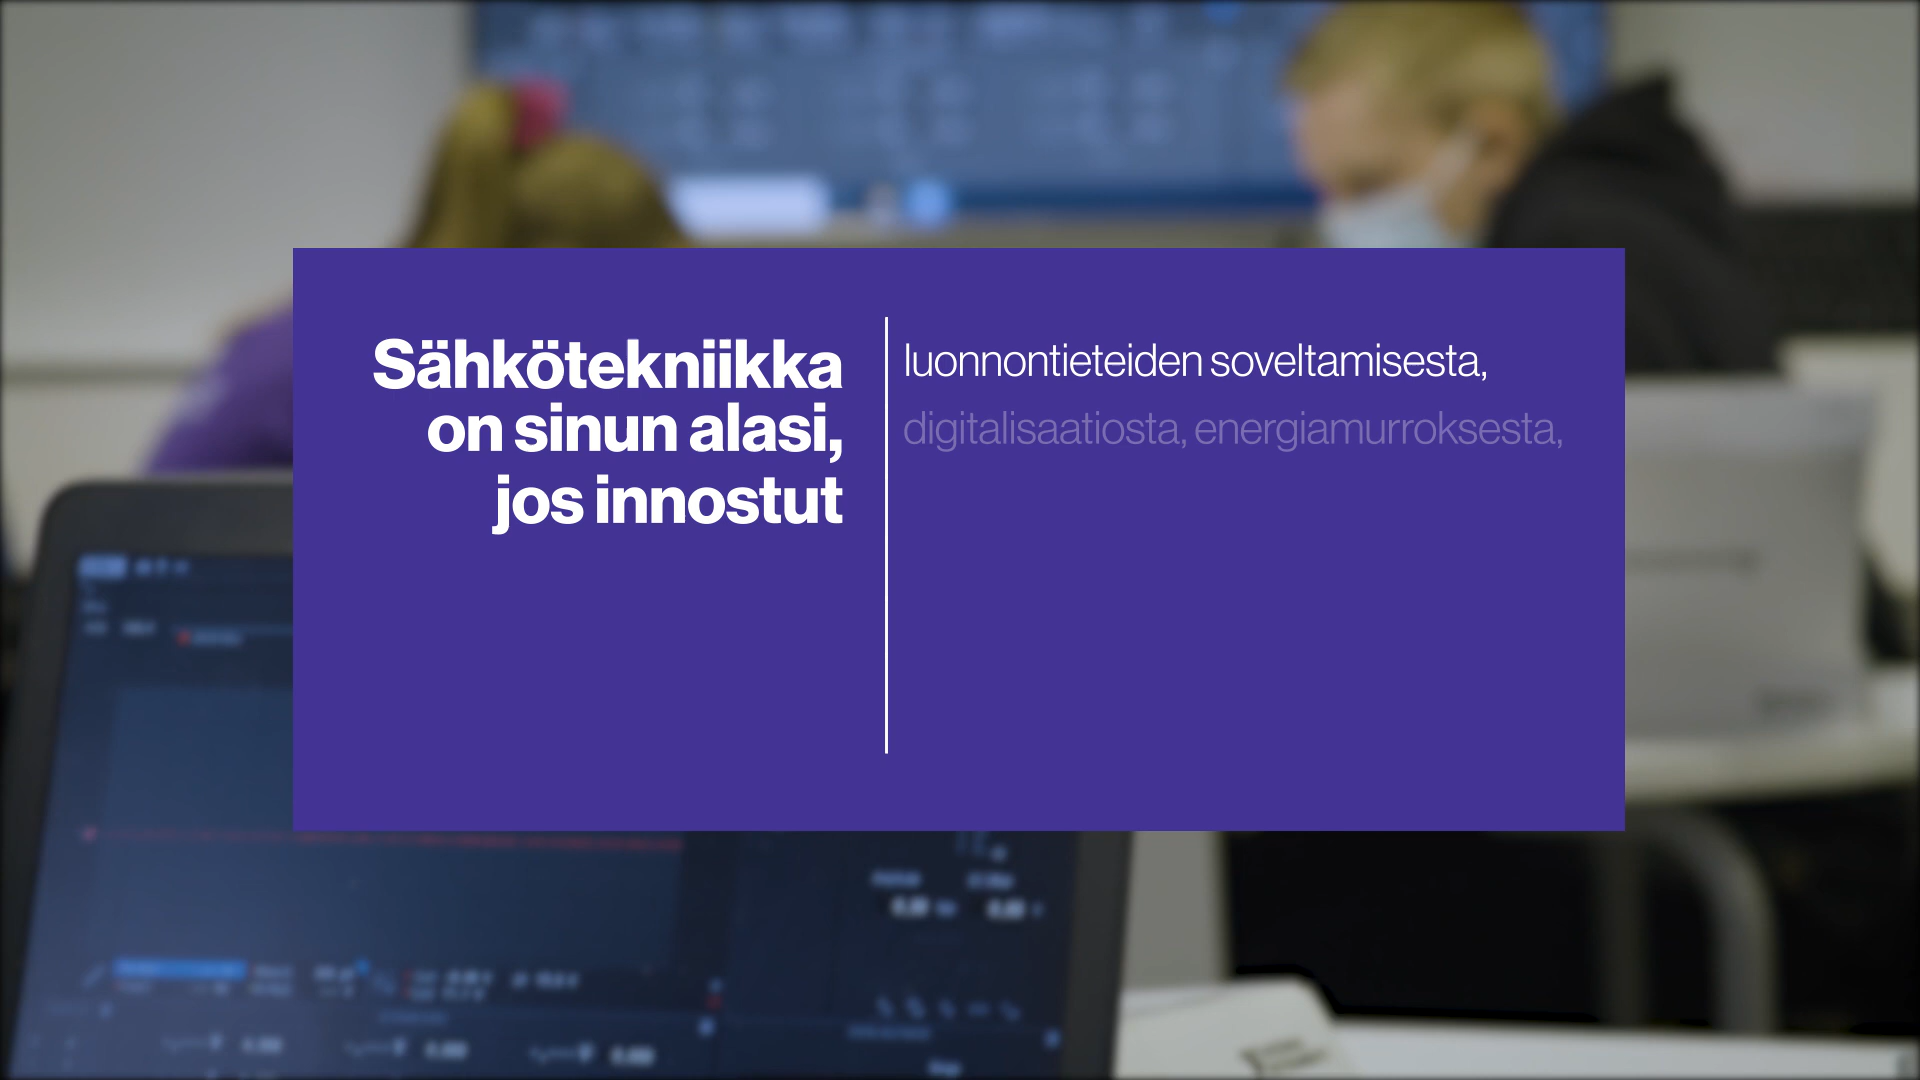 Sähkötekniikka
on sinun alasi,
jos innostut
luonnontieteiden soveltamisesta,
digitalisaatiosta, energiamurroksesta,